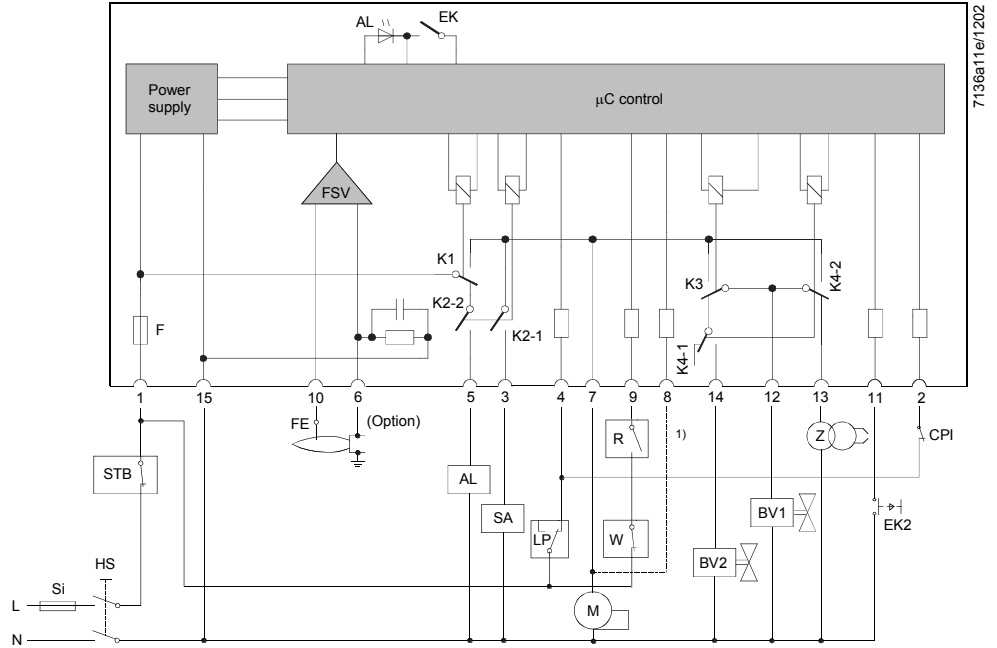 AL
EK
7136a11e/1202
Power
supply
µC control
FSV
K1
K2-2
K2-1
K3
K4-2
K4-1
F
1
15
10
6
5
3
4
7
9
8
14
12
13
11
2
FE
(Option)
1)
R
Z
CPI
STB
AL
SA
LP
W
BV1
BV2
EK2
HS
Si
L
M
N